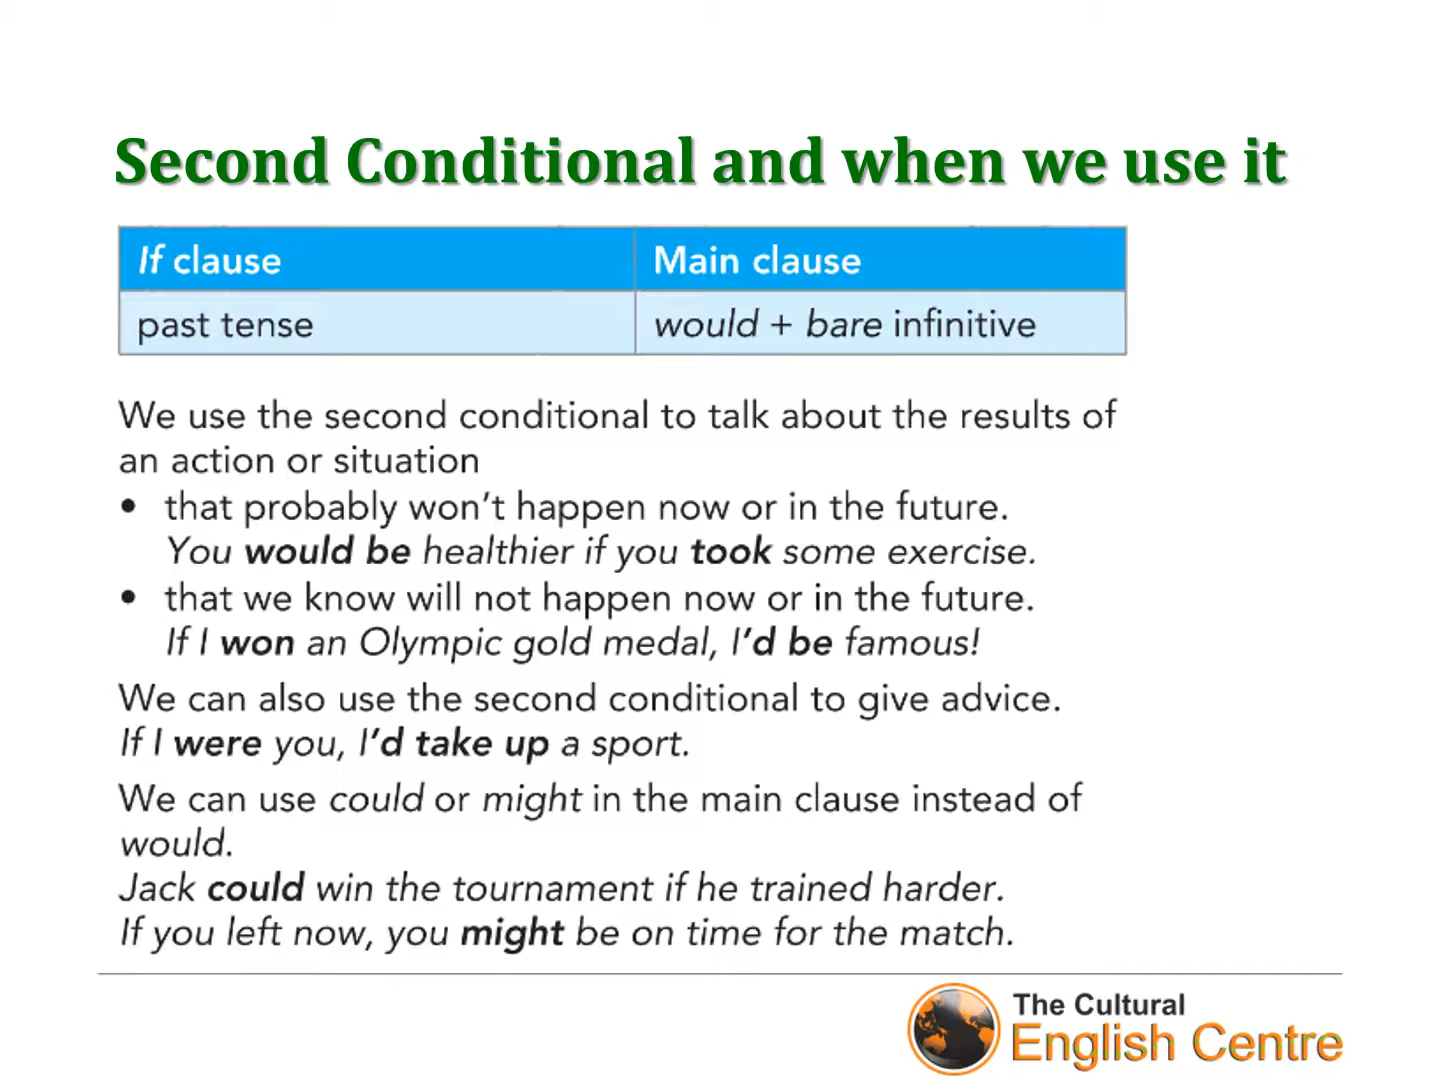 Second Conditional and when we use it
If clause Main clause
past tense would + bare infinitive
We use the second conditional to talk about the results of
an action or situation
• that probably won't happen now or in the future.
You would be healthier if you took some exercise.
• that we know will not happen now or in the future.
If I won an Olympic gold medal, I'd be famous!
We can also use the second conditional to give advice.
If I were you, I'd take up a sport.
We can use could or might in the main clause instead of
would.
Jack could win the tournament if he trained harder.
If you left now, you might be on time for the match.
The Cultural
English Centre